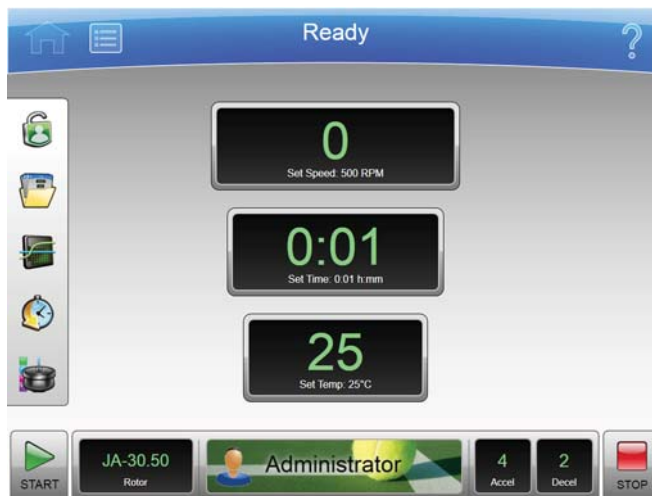 Ready
?
0
Set Speed: 500 RPM
0:01
Set Time: 0:01 h:mm
25
Set Temp: 25°C
START
JA-30.50
Rotor
Administrator
4
Accel
2
Decel
STOP